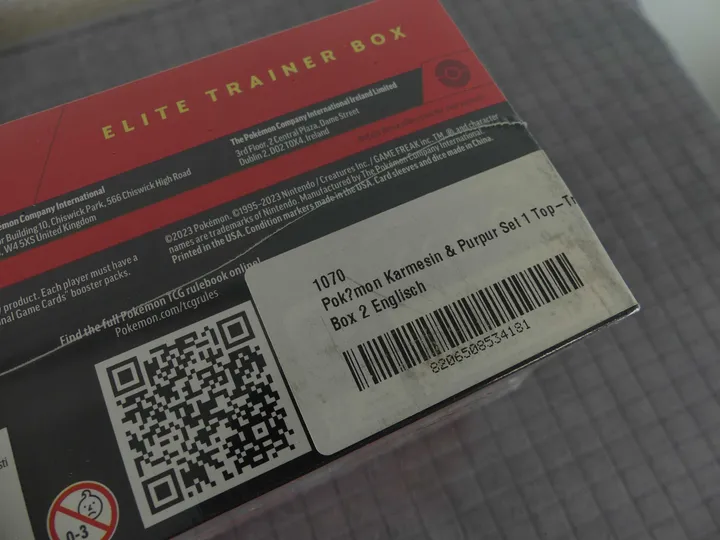 ELITE TRAINER BOX
The Pokémon Company International Ireland Limited
3rd Floor, 2 Central Plaza, Dame Street
Dublin 2, D02 T0X4, Ireland
Pokémon Company International
Building 10, Chiswick Park, 566 Chiswick High Road
W4 5XS United Kingdom
©2023 Pokémon. ©1995-2023 Nintendo / Creatures Inc. / GAME FREAK inc. TM, ®, and character
names are trademarks of Nintendo. Manufactured by The Pokémon Company International.
Printed in the USA. Condition markers made in the USA. Card sleeves and dice made in China.
product. Each player must have a
Game Cards' booster packs.
Find the full Pokémon TCG rulebook online!
Pokemon.com/tcgrules
1070
Pok?mon Karmesin & Purpur Set 1 Top-Tr
Box 2 Englisch
8206508534181
0-3